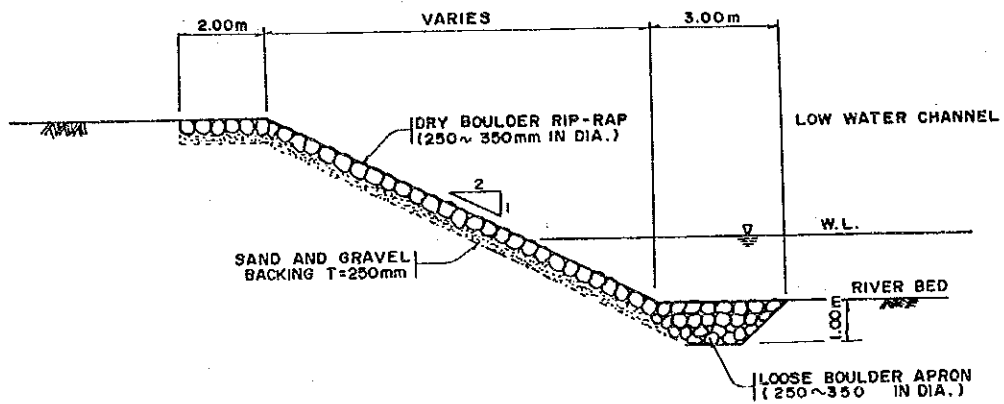 2.00m
VARIES
3.00m
DRY BOULDER RIP-RAP
(250~350mm IN DIA.)
LOW WATER CHANNEL
2
1
W.L.
SAND AND GRAVEL
BACKING T=250mm
RIVER BED
1.00m
LOOSE BOULDER APRON
(250~350 IN DIA.)